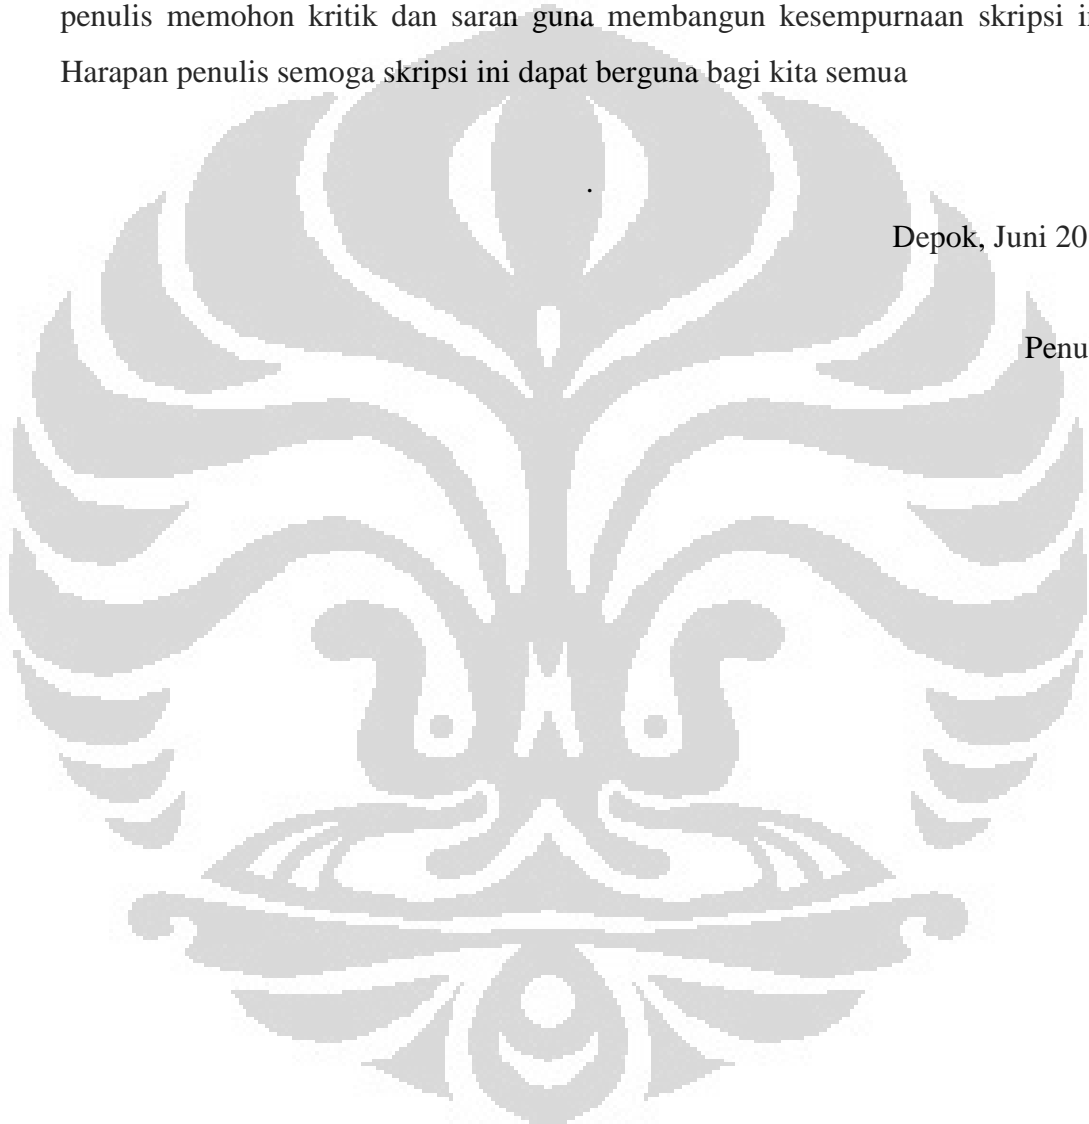 penulis memohon kritik dan saran guna membangun kesempurnaan skripsi
Harapan penulis semoga skripsi ini dapat berguna bagi kita semua
.
Depok, Juni 20